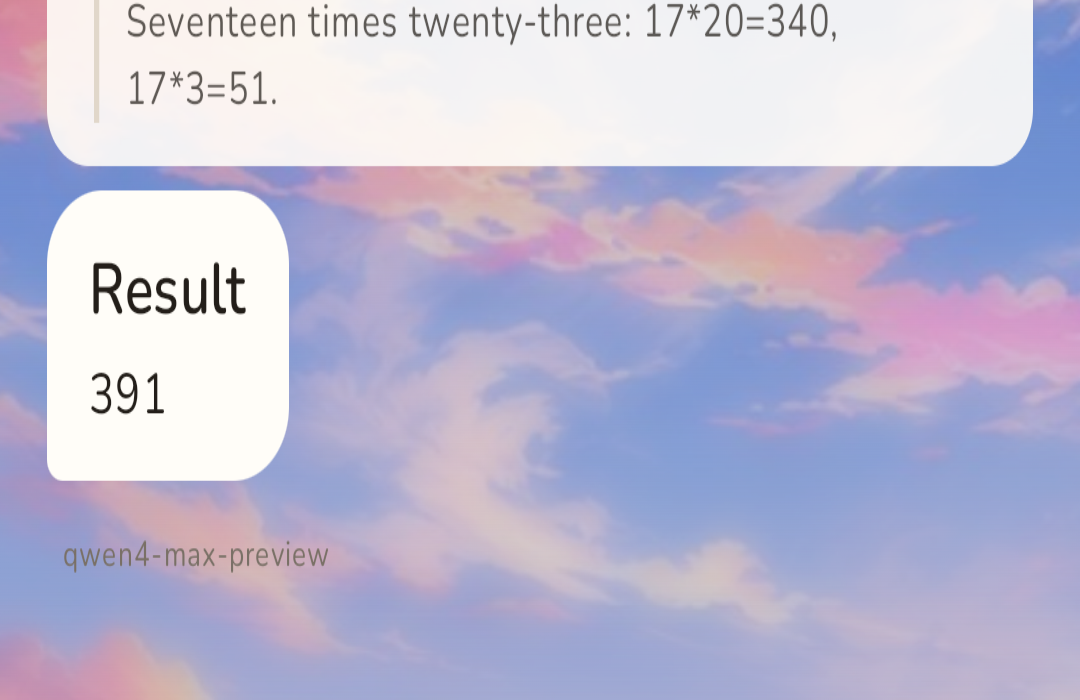 Seventeen times twenty-three: 17*20=340,
17*3=51.
Result
391
qwen4-max-preview